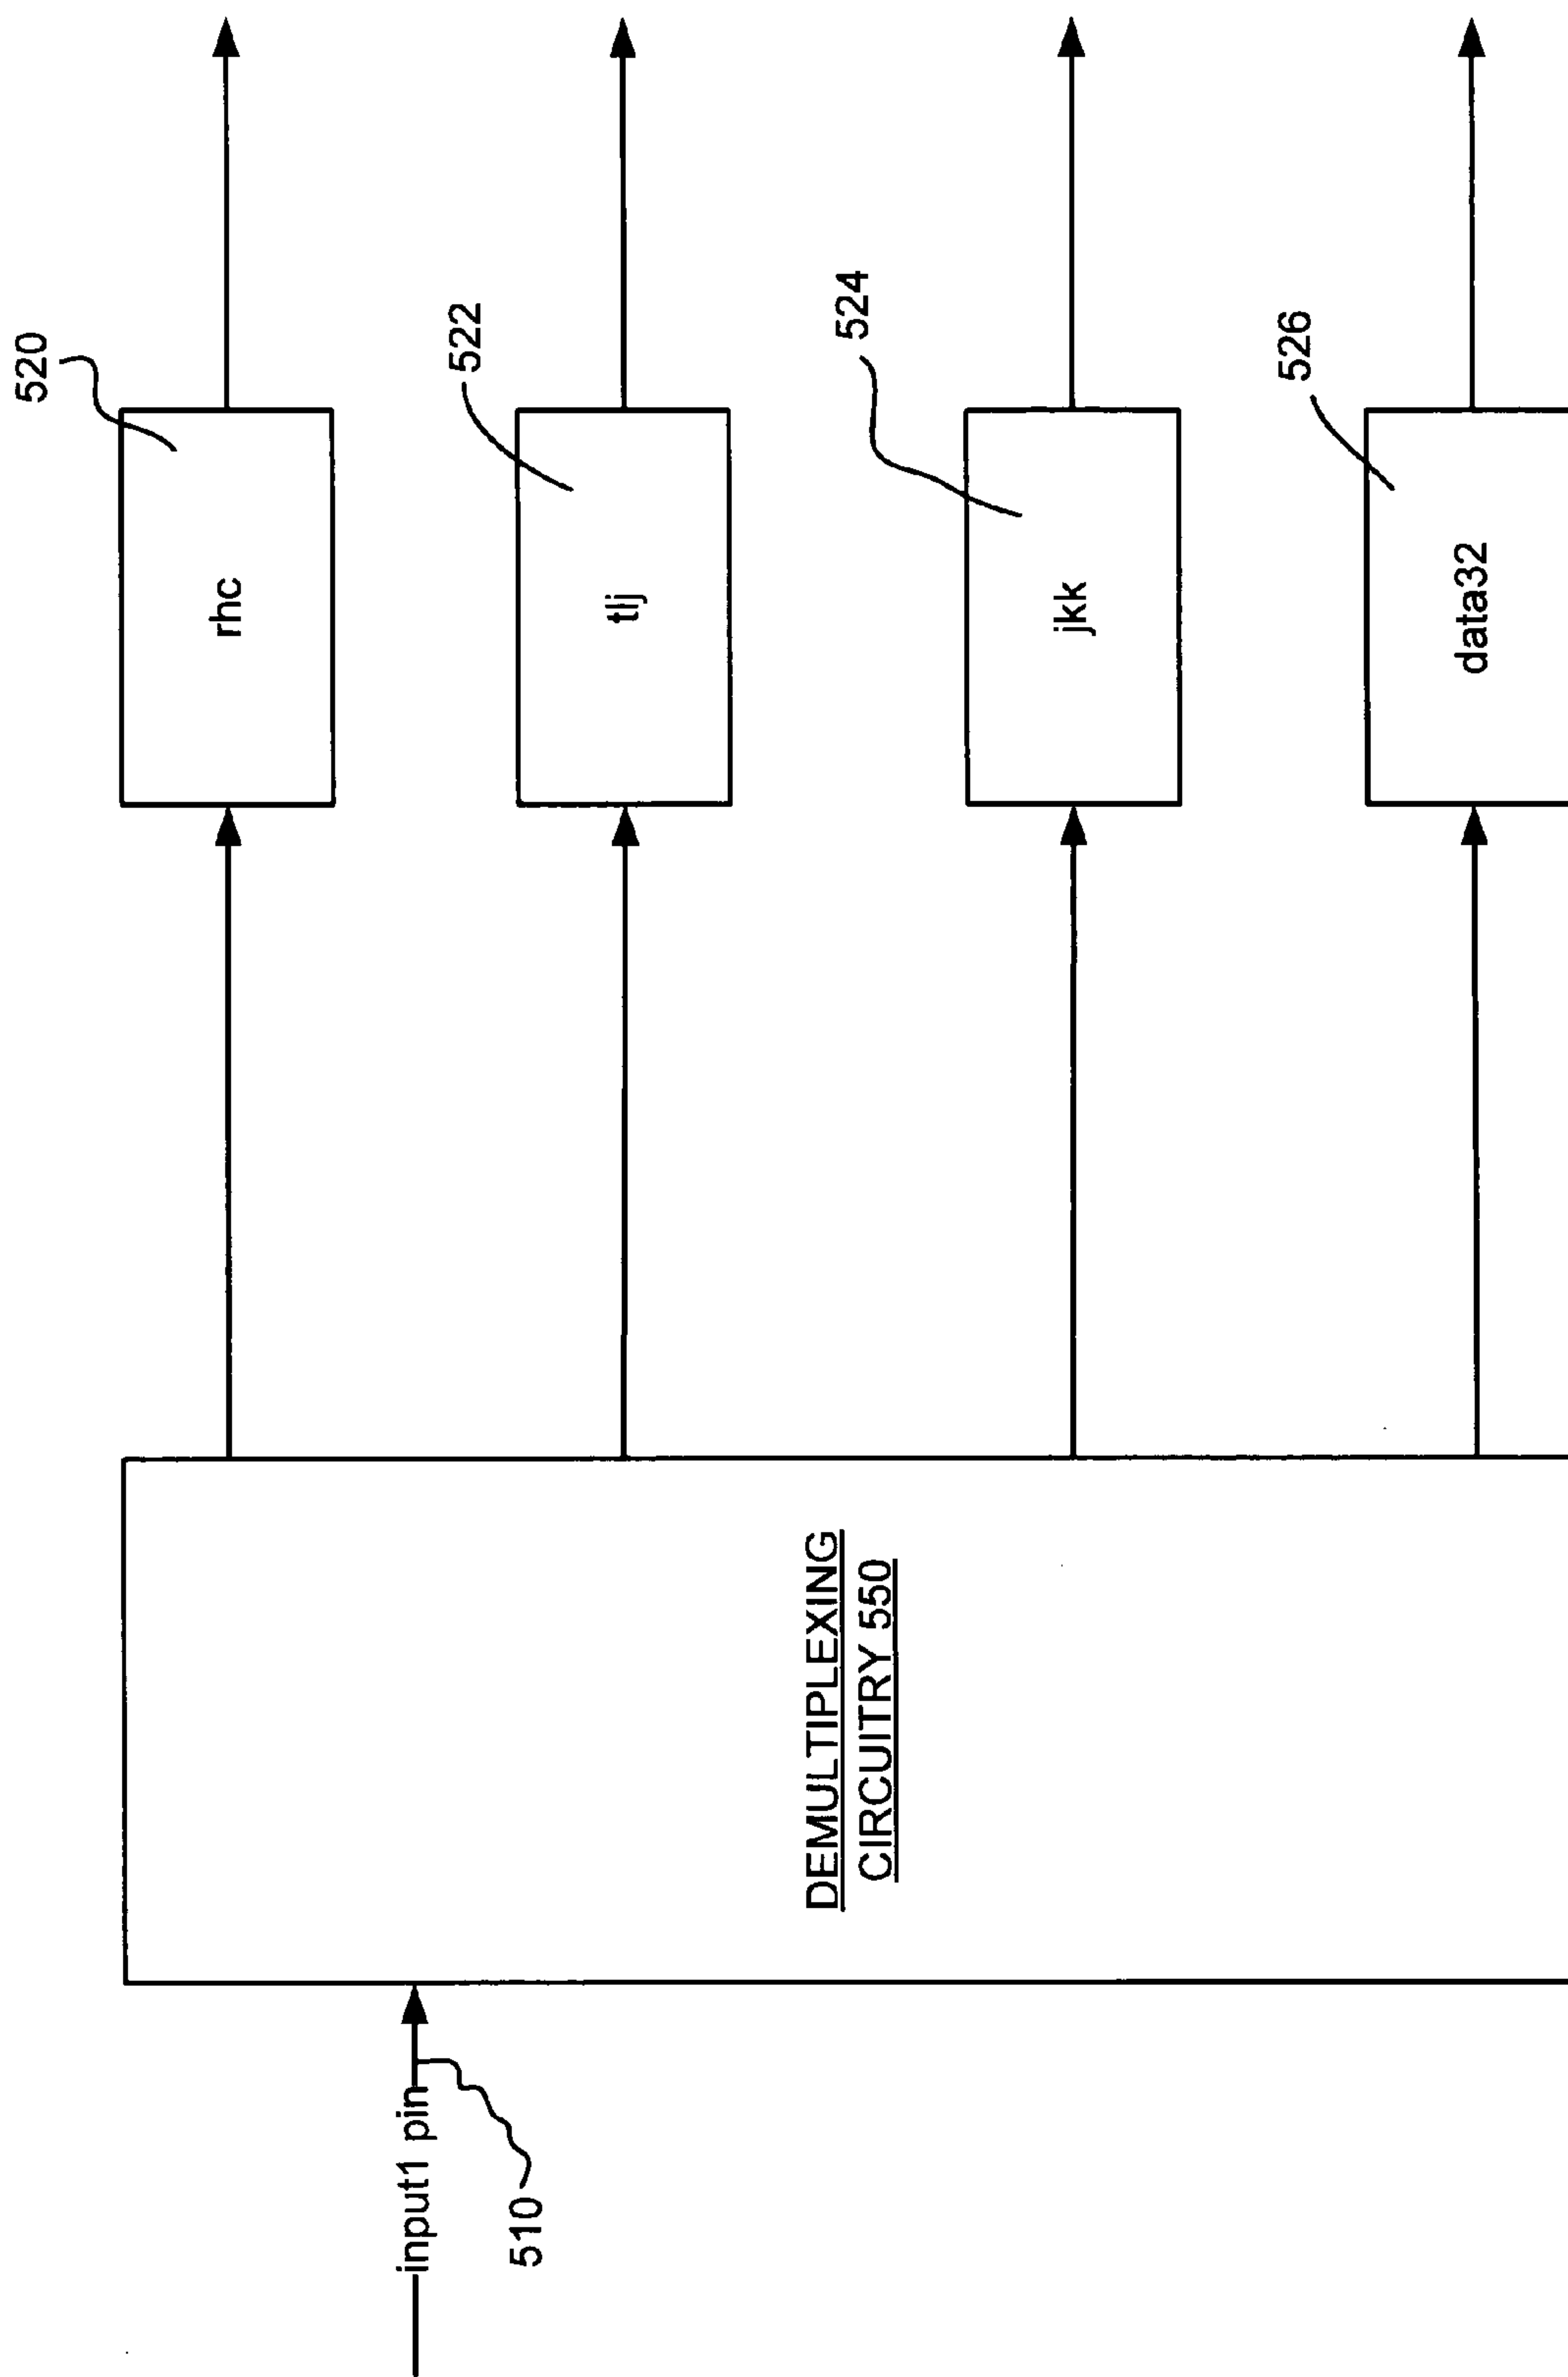 520
rhc
522
tlj
524
jkk
526
data32
DEMULTIPLEXING
CIRCUITRY 550
input1 pin
510